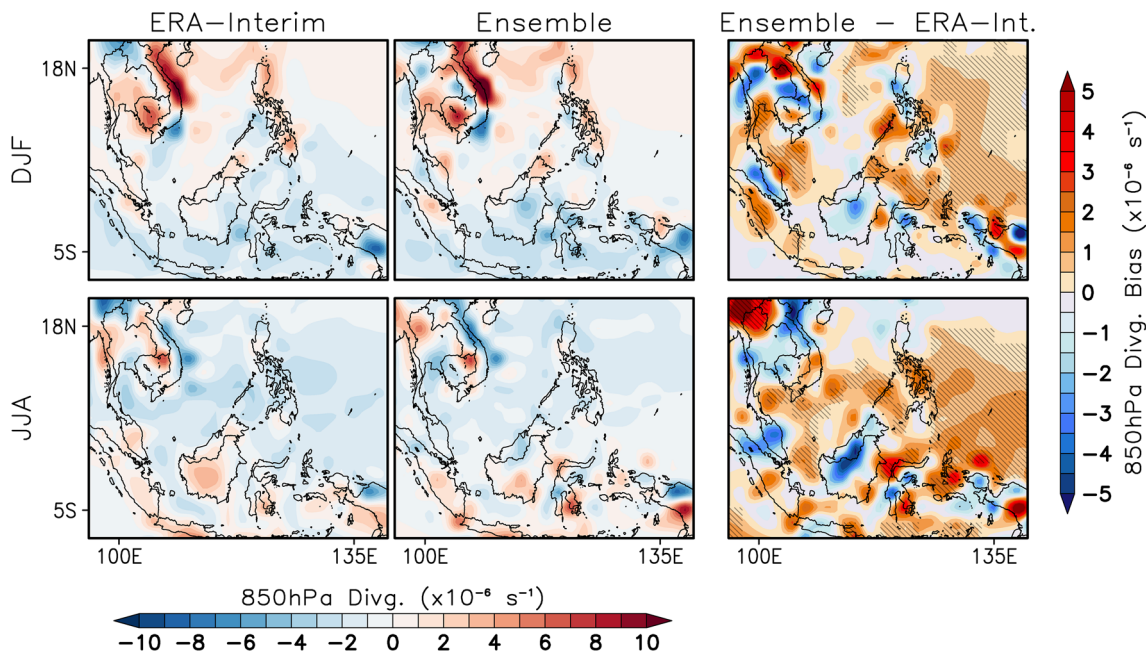 ERA−Interim
Ensemble
Ensemble − ERA−Int.
DJF
18N
5S
JJA
18N
5S
100E
135E
100E
135E
100E
135E
850hPa Divg. (x10⁻⁶ s⁻¹)
−10 −8 −6 −4 −2 0 2 4 6 8 10
5
4
3
2
1
0
−1
−2
−3
−4
−5
850hPa Divg. Bias (x10⁻⁶ s⁻¹)